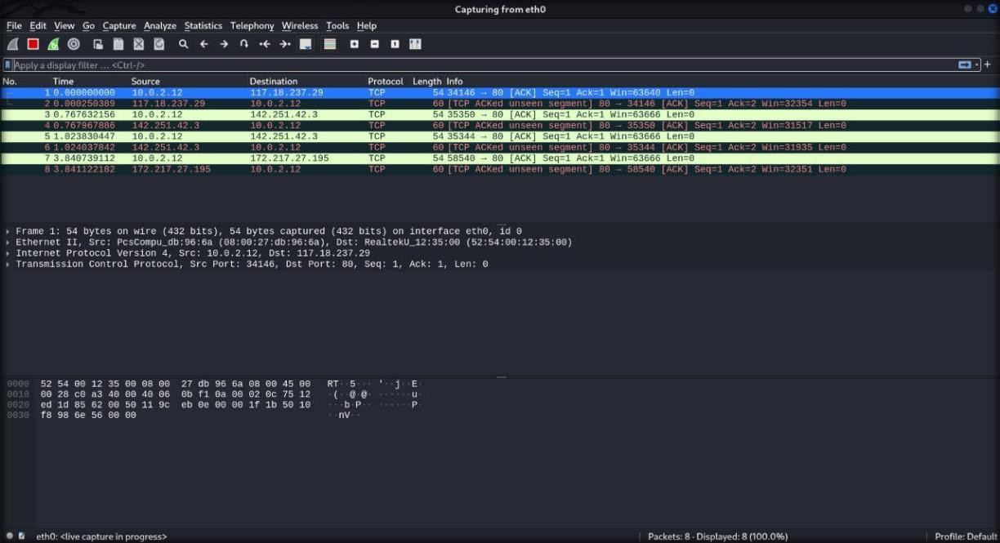 Capturing from eth0
File Edit View Go Capture Analyze Statistics Telephony Wireless Tools Help
Apply a display filter ... <Ctrl-/>
No. Time Source Destination Protocol Length Info
1 0.000000000 10.0.2.12 117.18.237.29 TCP 54 34146 → 80 [ACK] Seq=1 Ack=1 Win=63640 Len=0
2 0.000250389 117.18.237.29 10.0.2.12 TCP 60 [TCP ACKed unseen segment] 80 → 34146 [ACK] Seq=1 Ack=2 Win=32354 Len=0
3 0.767632156 10.0.2.12 142.251.42.3 TCP 54 35350 → 80 [ACK] Seq=1 Ack=1 Win=63666 Len=0
4 0.767967886 142.251.42.3 10.0.2.12 TCP 60 [TCP ACKed unseen segment] 80 → 35350 [ACK] Seq=1 Ack=2 Win=31517 Len=0
5 1.023830447 10.0.2.12 142.251.42.3 TCP 54 35344 → 80 [ACK] Seq=1 Ack=1 Win=63666 Len=0
6 1.024037842 142.251.42.3 10.0.2.12 TCP 60 [TCP ACKed unseen segment] 80 → 35344 [ACK] Seq=1 Ack=2 Win=31935 Len=0
7 3.840739112 10.0.2.12 172.217.27.195 TCP 54 58540 → 80 [ACK] Seq=1 Ack=1 Win=63666 Len=0
8 3.841122182 172.217.27.195 10.0.2.12 TCP 60 [TCP ACKed unseen segment] 80 → 58540 [ACK] Seq=1 Ack=2 Win=32351 Len=0
Frame 1: 54 bytes on wire (432 bits), 54 bytes captured (432 bits) on interface eth0, id 0
Ethernet II, Src: PcsCompu_db:96:6a (08:00:27:db:96:6a), Dst: RealtekU_12:35:00 (52:54:00:12:35:00)
Internet Protocol Version 4, Src: 10.0.2.12, Dst: 117.18.237.29
Transmission Control Protocol, Src Port: 34146, Dst Port: 80, Seq: 1, Ack: 1, Len: 0
0000 52 54 00 12 35 00 08 00 27 db 96 6a 08 00 45 00 RT··5··· '··j··E·
0010 00 28 c0 a3 40 00 40 06 0b f1 0a 00 02 0c 75 12 ·(··@·@· ······u·
0020 ed 1d 85 62 00 50 11 9c eb 0e 00 00 1f 1b 50 10 ···b·P·· ······P·
0030 f8 98 6e 56 00 00 ··nV··
eth0: <live capture in progress> Packets: 8 · Displayed: 8 (100.0%) Profile: Default